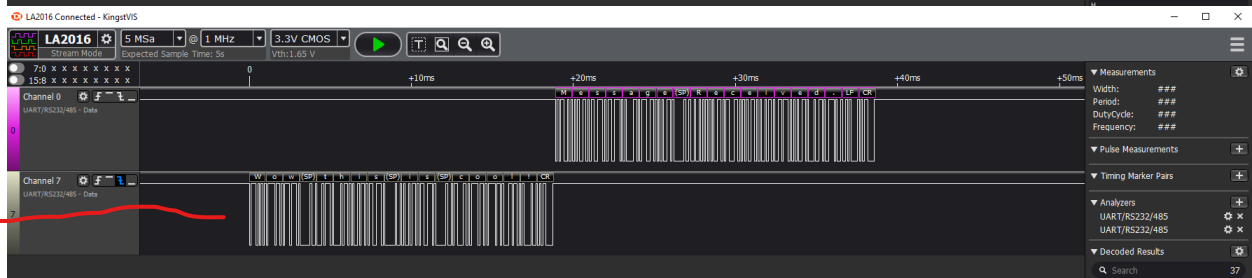 LA2016 Connected - KingstVIS
LA2016 5 MSa @ 1 MHz 3.3V CMOS
Stream Mode Expected Sample Time: 5s Vth:1.65 V
7:0 x x x x x x x x
15:8 x x x x x x x x
0 +10ms +20ms +30ms +40ms +50ms
Channel 0
UART/RS232/485 - Data
0
M e s s a g e (SP) R e c e i v e d . LF CR
Channel 7
UART/RS232/485 - Data
7
W o w (SP) t h i s (SP) i s (SP) c o o l ! CR
Measurements
Width: ###
Period: ###
DutyCycle: ###
Frequency: ###
Pulse Measurements
Timing Marker Pairs
Analyzers
UART/RS232/485
UART/RS232/485
Decoded Results
Search 37